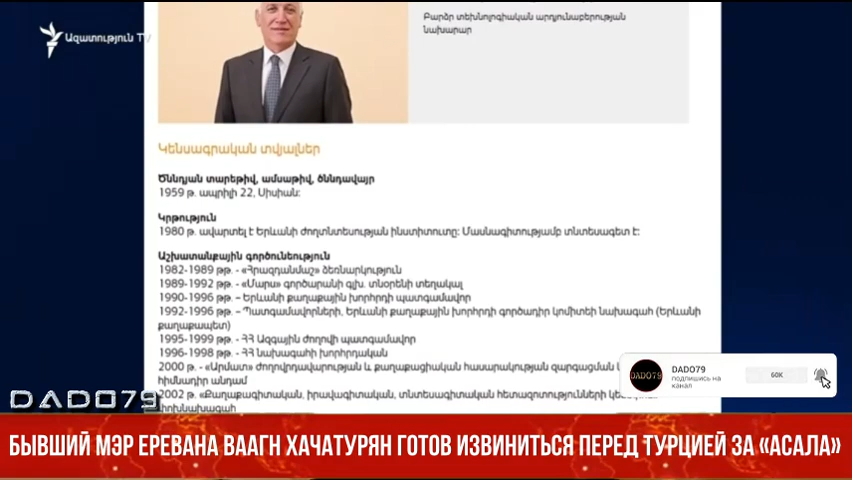 Ազատություն TV
Բարձր տեխնոլոգիական արդյունաբերության
նախարար
Կենսագրական տվյալներ
Ծննդյան տարեթիվ, ամսաթիվ, ծննդավայր
1959 թ. ապրիլի 22, Սիսիան:
Կրթություն
1980 թ. ավարտել է Երևանի ժողտնտեսության ինստիտուտը: Մասնագիտությամբ տնտեսագետ է:
Աշխատանքային գործունեություն
1982-1989 թթ. - «Հրազդանմաշ» ձեռնարկություն
1989-1992 թթ. - «Մարս» գործարանի գլխ. տնօրենի տեղակալ
1990-1996 թթ. – Երևանի քաղաքային խորհրդի պատգամավոր
1992-1996 թթ. – Պատգամավորների, Երևանի քաղաքային խորհրդի գործադիր կոմիտեի նախագահ (Երևանի
քաղաքապետ)
1995-1999 թթ. - ՀՀ Ազգային ժողովի պատգամավոր
1996-1998 թթ. - ՀՀ նախագահի խորհրդական
2000 թ. - «Արմատ» ժողովրդավարության և քաղաքացիական հասարակության զարգացման
հիմնադիր անդամ
2002 թ. «Քաղաքագիտական, իրավագիտական, տնտեսագիտական հետազոտությունների
փոխնախագահ
DADO79
DADO79
подпишись на
канал
60K
DADO79
БЫВШИЙ МЭР ЕРЕВАНА ВААГН ХАЧАТУРЯН ГОТОВ ИЗВИНИТЬСЯ ПЕРЕД ТУРЦИЕЙ ЗА «АСАЛА»